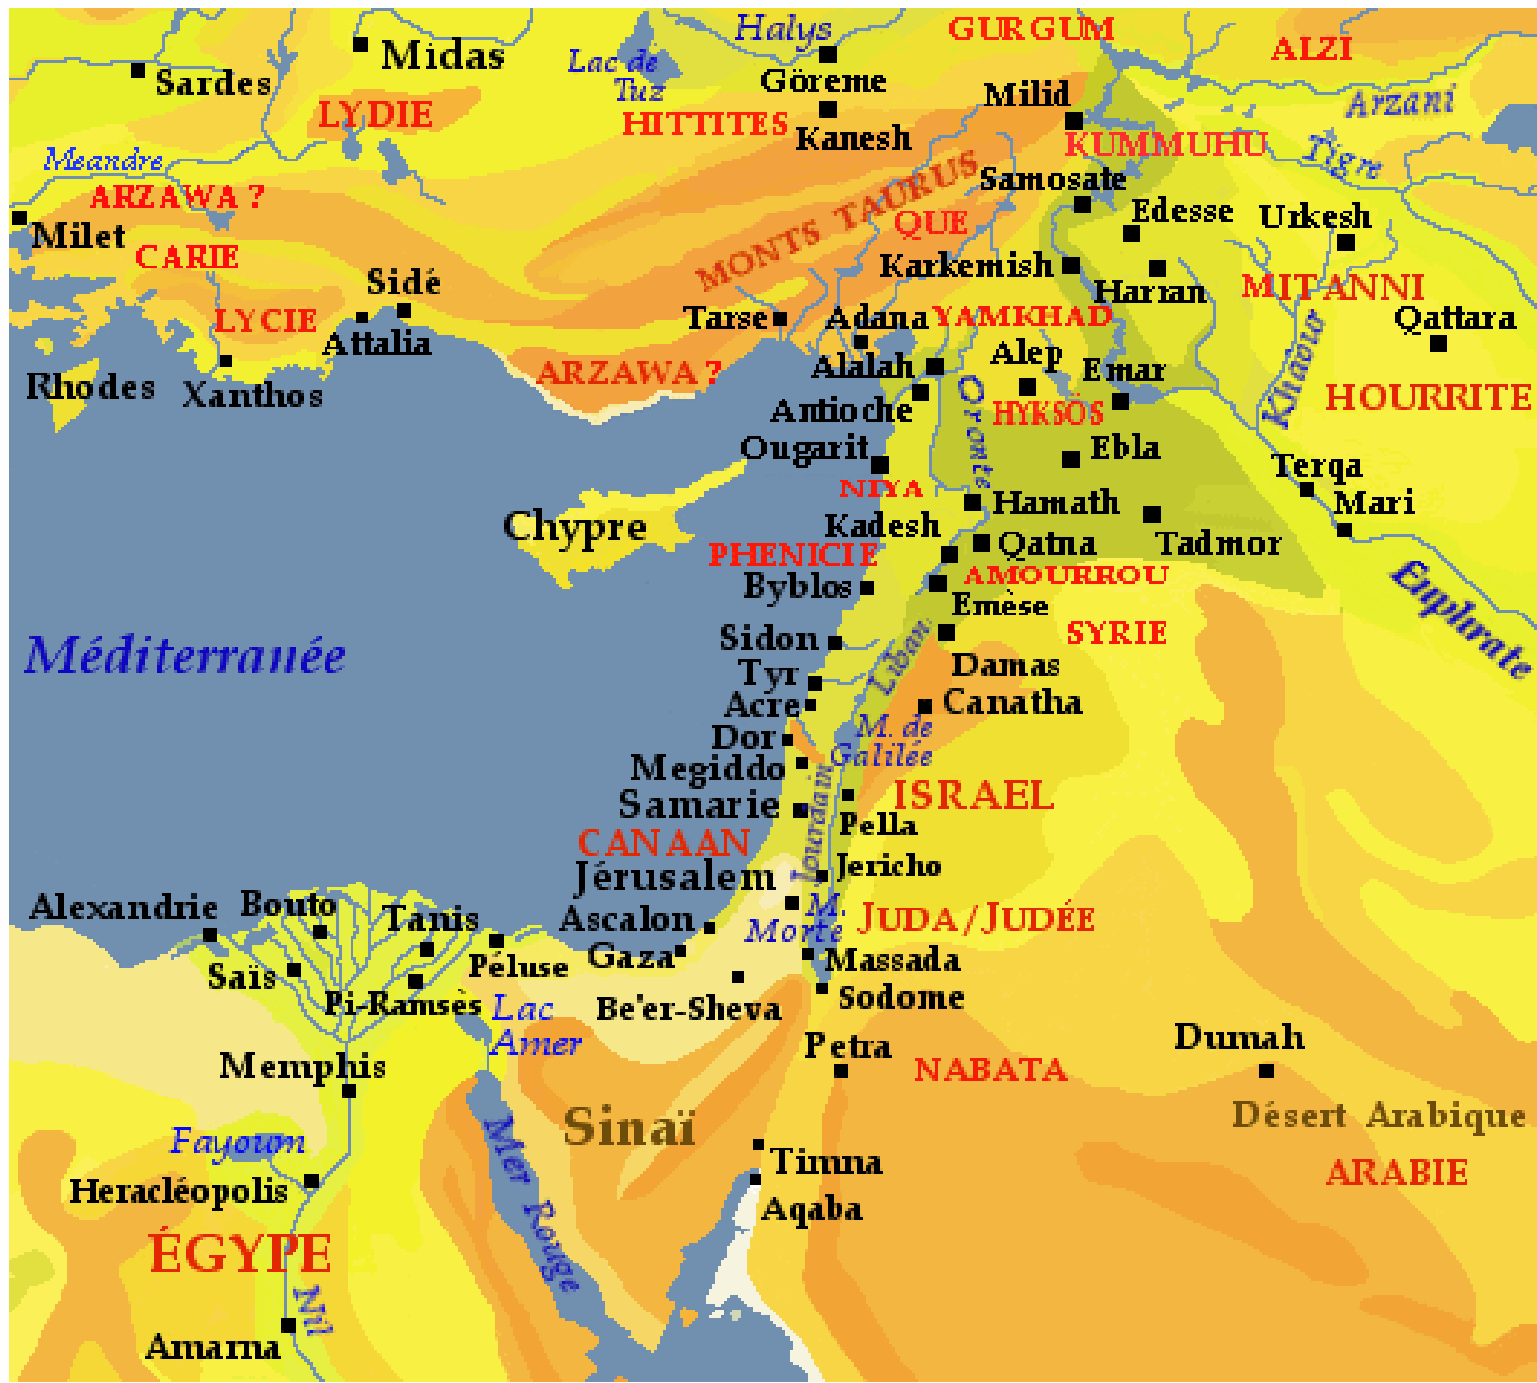 Halys
GURGUM
Midas
ALZI
Lac de
Tuz
Sardes
Göreme
Milid
Arzani
LYDIE
HITTITES
Kanesh
KUMMUHU
Tigre
Meandre
ARZAWA ?
MONTS TAURUS
Samosate
Milet
QUE
Edesse
Urkesh
CARIE
Karkemish
Harran
MITANNI
Sidé
LYCIE
Attalia
Tarse
Adana
YAMKHAD
Qattara
Rhodes
Xanthos
ARZAWA ?
Alalah
Alep
Emar
Khabour
HOURRITE
Antioche
Oronte
HYKSOS
Ougarit
Ebla
Terqa
NIYA
Hamath
Mari
Chypre
Kadesh
Qatna
Tadmor
PHENICIE
AMOURROU
Byblos
Emèse
Euphrate
Méditerranée
Sidon
Liban
SYRIE
Tyr
Damas
Acre
Canatha
Dor
M. de
Galilée
Megiddo
Samarie
Jourdain
ISRAEL
CANAAN
Pella
Jérusalem
Jericho
Alexandrie
Bouto
Tanis
Ascalon
M.
Morte
JUDA/JUDÉE
Saïs
Péluse
Gaza
Massada
Pi-Ramsès
Lac
Amer
Be'er-Sheva
Sodome
Memphis
Petra
NABATA
Dumah
Fayoum
Mer Rouge
Sinaï
Désert Arabique
Heracléopolis
Timna
ARABIE
Aqaba
ÉGYPE
Nil
Amarna